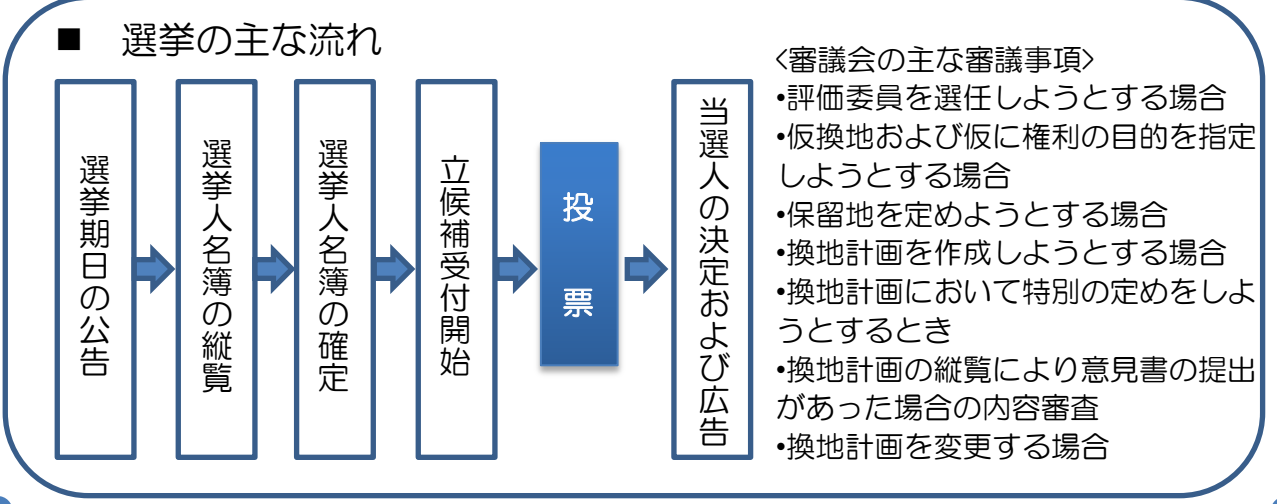 ■ 選挙の主な流れ
選挙期日の公告
選挙人名簿の縦覧
選挙人名簿の確定
立候補受付開始
投票
当選人の決定および広告
<審議会の主な審議事項>
•評価委員を選任しようとする場合
•仮換地および仮に権利の目的を指定
しようとする場合
•保留地を定めようとする場合
•換地計画を作成しようとする場合
•換地計画において特別の定めをしよ
うとするとき
•換地計画の縦覧により意見書の提出
があった場合の内容審査
•換地計画を変更する場合